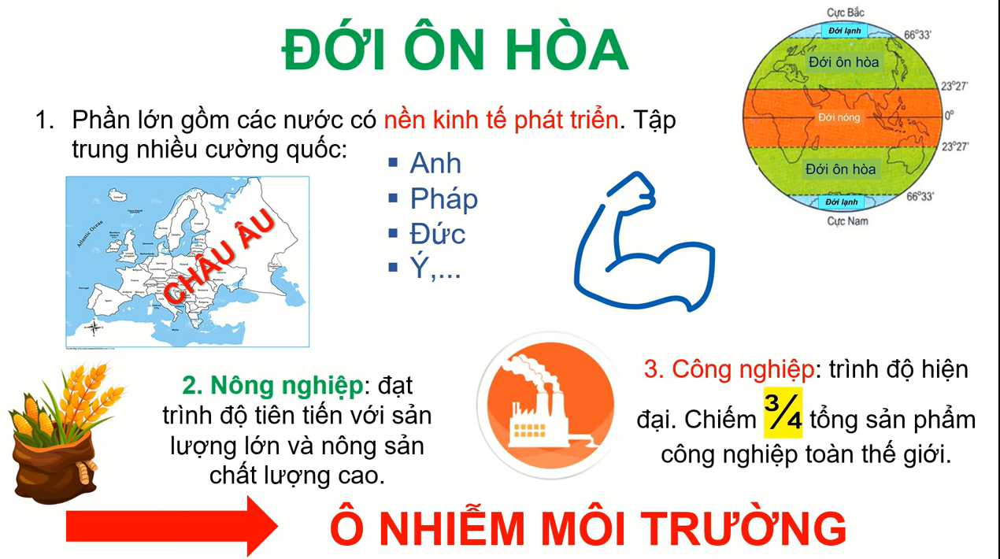 ĐỚI ÔN HÒA
1. Phần lớn gồm các nước có nền kinh tế phát triển. Tập
trung nhiều cường quốc:
▪ Anh
▪ Pháp
▪ Đức
▪ Ý,...
CHÂU ÂU
Atlantic Ocean
Cực Bắc
Đới lạnh
66°33'
Đới ôn hòa
23°27'
Đới nóng
0°
23°27'
Đới ôn hòa
66°33'
Đới lạnh
Cực Nam
2. Nông nghiệp: đạt
trình độ tiên tiến với sản
lượng lớn và nông sản
chất lượng cao.
3. Công nghiệp: trình độ hiện
đại. Chiếm ¾ tổng sản phẩm
công nghiệp toàn thế giới.
Ô NHIỄM MÔI TRƯỜNG